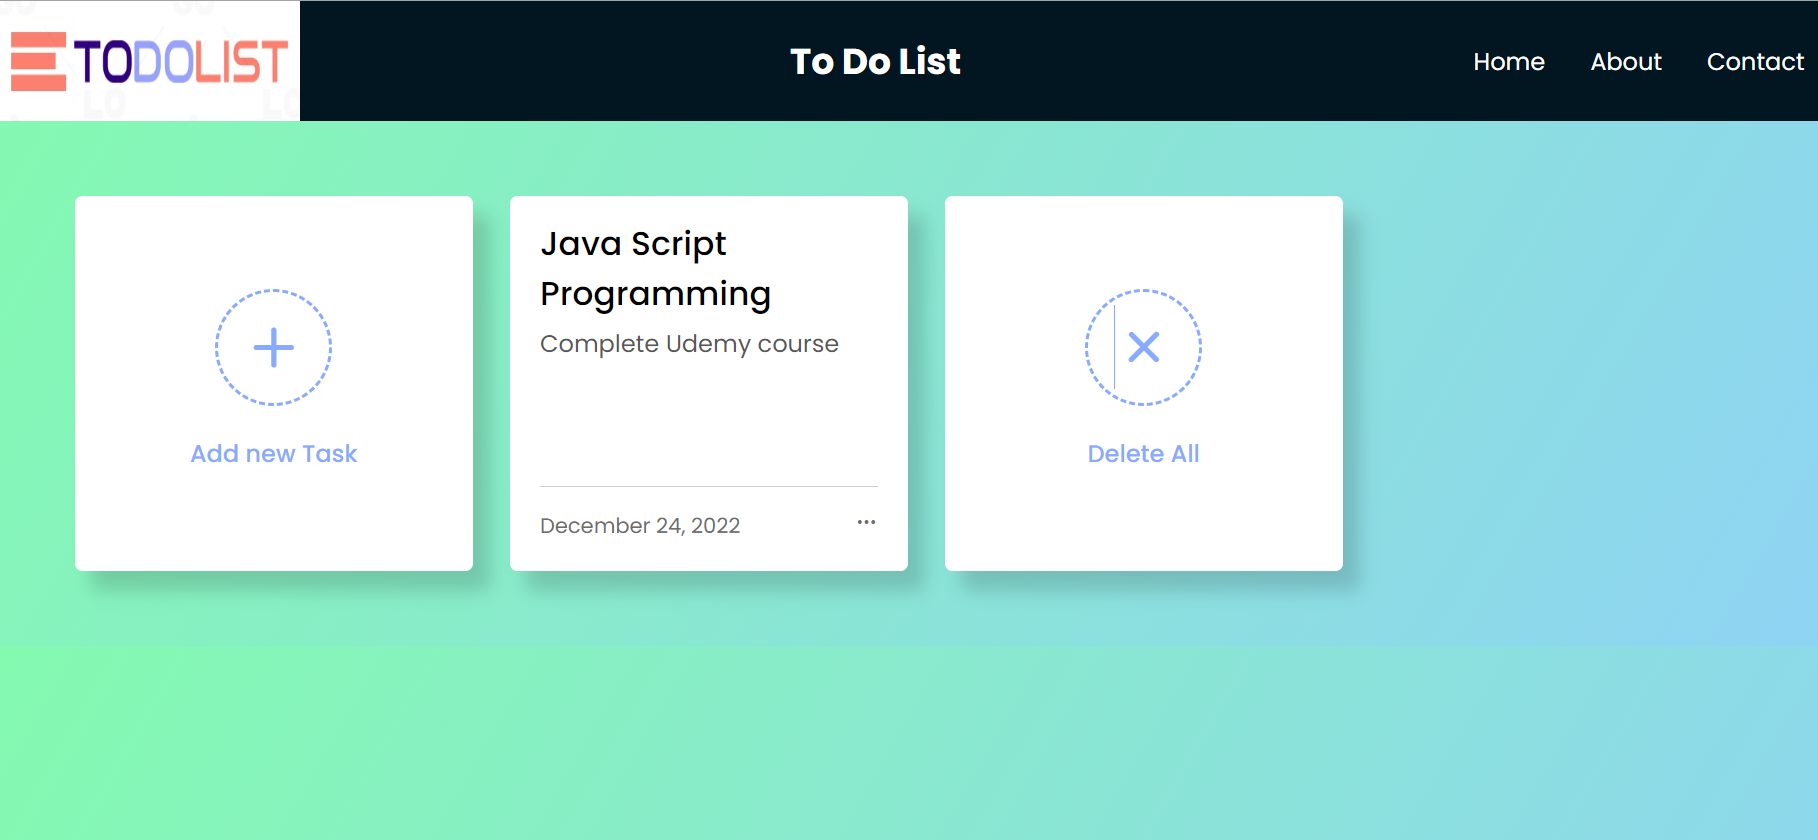 TODOLIST
To Do List
Home
About
Contact
Add new Task
Java Script
Programming
Complete Udemy course
December 24, 2022
Delete All